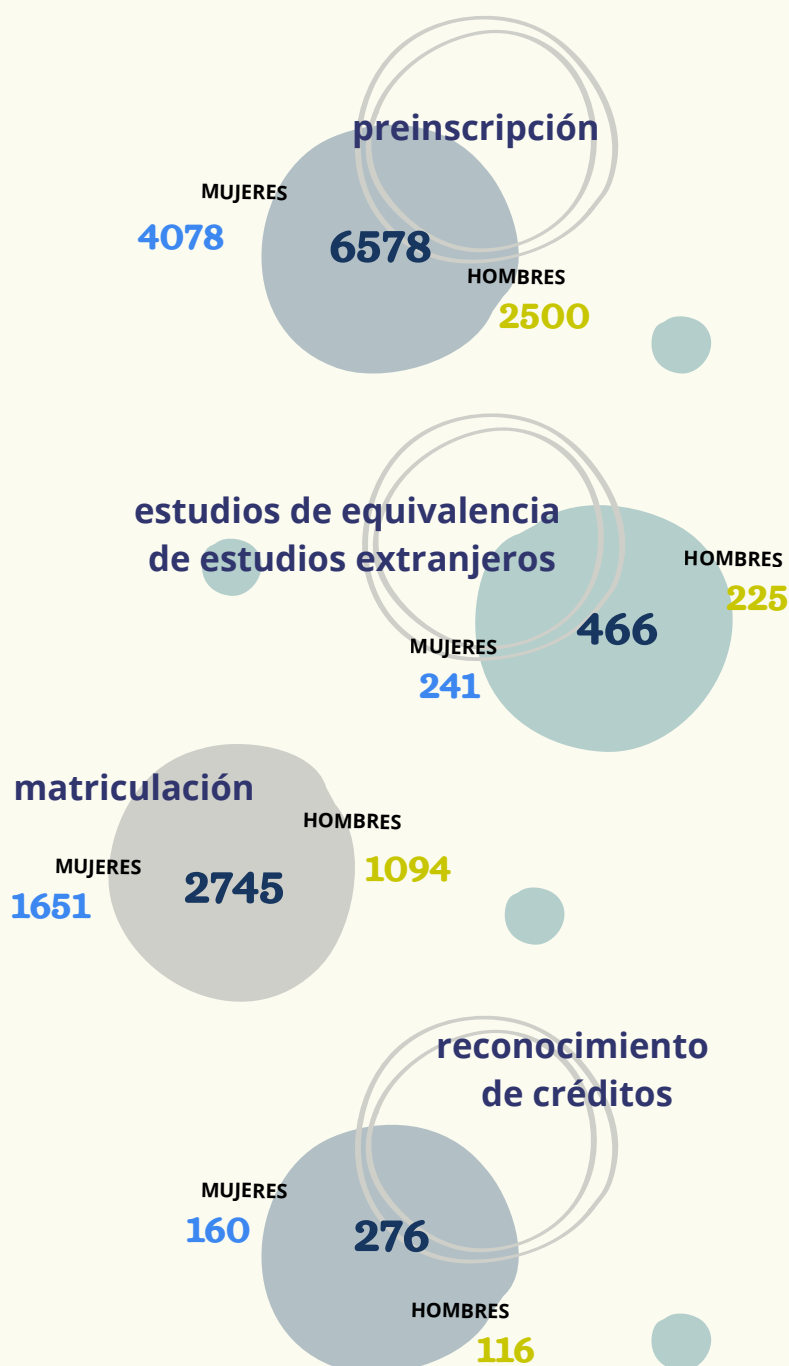 preinscripción
MUJERES
4078
6578
HOMBRES
2500
estudios de equivalencia
de estudios extranjeros
HOMBRES
225
466
MUJERES
241
matriculación
HOMBRES
1094
MUJERES
1651
2745
reconocimiento
de créditos
MUJERES
160
276
HOMBRES
116